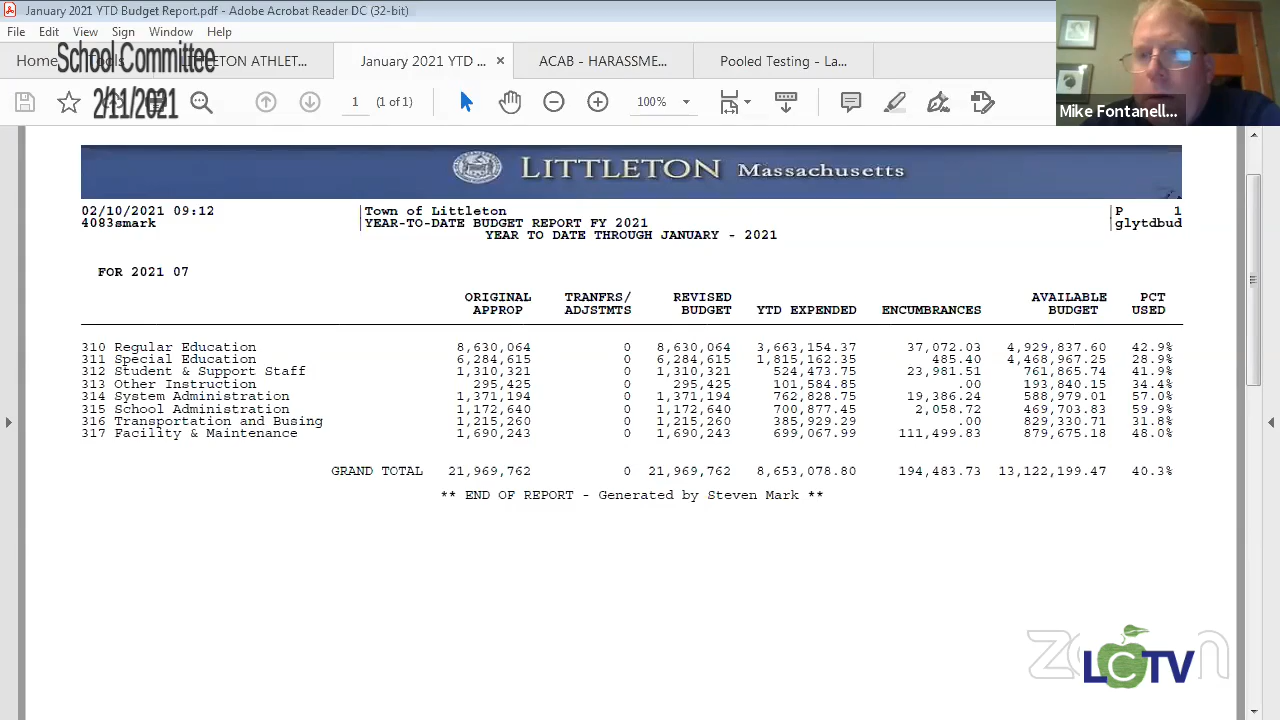 January 2021 YTD Budget Report.pdf - Adobe Acrobat Reader DC (32-bit)
File Edit View Sign Window Help
School Committee
2/11/2021
Home Tools LITTLETON ATHLET... January 2021 YTD ... × ACAB - HARASSME... Pooled Testing - La...
1 (1 of 1) 100%
Mike Fontanell...
LITTLETON Massachusetts
02/10/2021 09:12 |Town of Littleton |P 1
4083smark |YEAR-TO-DATE BUDGET REPORT FY 2021 |glytdbud
YEAR TO DATE THROUGH JANUARY - 2021
FOR 2021 07
ORIGINAL TRANFRS/ REVISED AVAILABLE PCT
APPROP ADJSTMTS BUDGET YTD EXPENDED ENCUMBRANCES BUDGET USED
310 Regular Education 8,630,064 0 8,630,064 3,663,154.37 37,072.03 4,929,837.60 42.9%
311 Special Education 6,284,615 0 6,284,615 1,815,162.35 485.40 4,468,967.25 28.9%
312 Student & Support Staff 1,310,321 0 1,310,321 524,473.75 23,981.51 761,865.74 41.9%
313 Other Instruction 295,425 0 295,425 101,584.85 .00 193,840.15 34.4%
314 System Administration 1,371,194 0 1,371,194 762,828.75 19,386.24 588,979.01 57.0%
315 School Administration 1,172,640 0 1,172,640 700,877.45 2,058.72 469,703.83 59.9%
316 Transportation and Busing 1,215,260 0 1,215,260 385,929.29 .00 829,330.71 31.8%
317 Facility & Maintenance 1,690,243 0 1,690,243 699,067.99 111,499.83 879,675.18 48.0%
GRAND TOTAL 21,969,762 0 21,969,762 8,653,078.80 194,483.73 13,122,199.47 40.3%
** END OF REPORT - Generated by Steven Mark **
zoom
LCTV